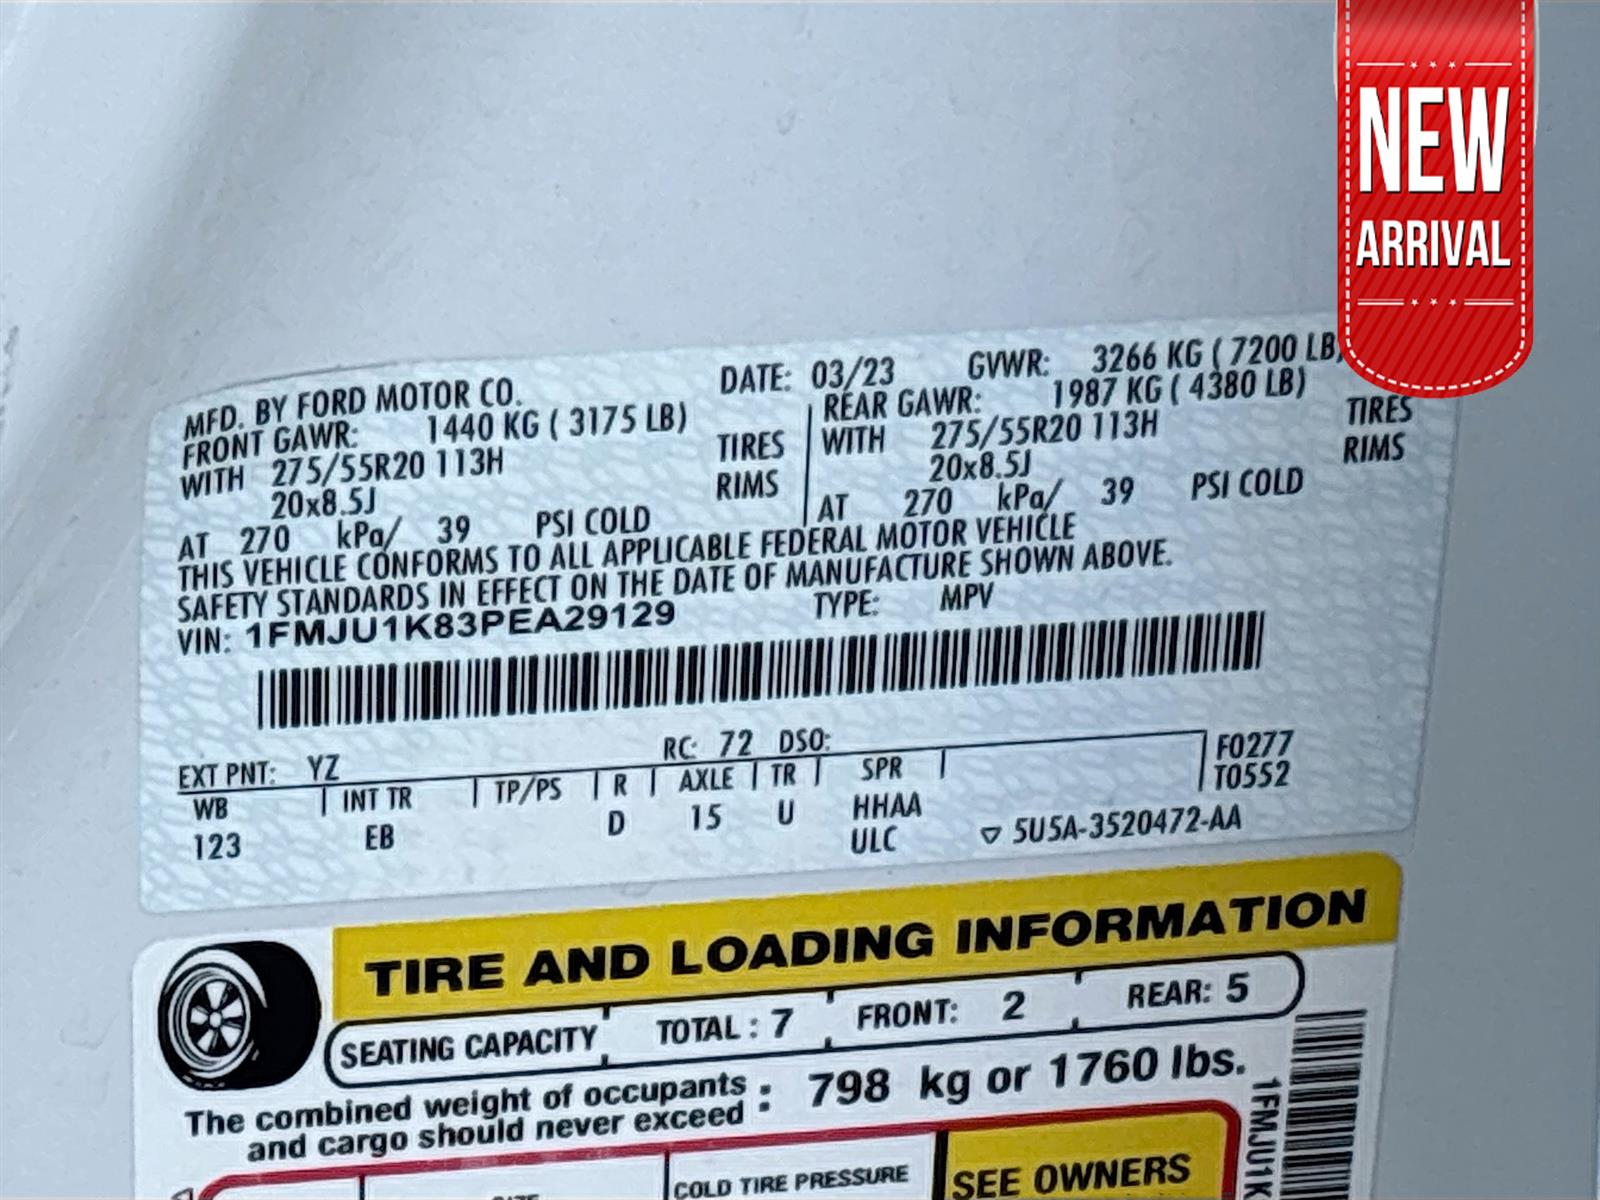 NEW
ARRIVAL
MFD. BY FORD MOTOR CO. DATE: 03/23 GVWR: 3266 KG ( 7200 LB)
FRONT GAWR: 1440 KG ( 3175 LB) REAR GAWR: 1987 KG ( 4380 LB)
WITH 275/55R20 113H TIRES WITH 275/55R20 113H TIRES
20x8.5J RIMS 20x8.5J RIMS
AT 270 kPa/ 39 PSI COLD AT 270 kPa/ 39 PSI COLD
THIS VEHICLE CONFORMS TO ALL APPLICABLE FEDERAL MOTOR VEHICLE
SAFETY STANDARDS IN EFFECT ON THE DATE OF MANUFACTURE SHOWN ABOVE.
VIN: 1FMJU1K83PEA29129 TYPE: MPV
EXT PNT: YZ RC: 72 DSO: F0277
WB INT TR TP/PS R AXLE TR SPR T0552
123 EB D 15 U HHAA
ULC ▽ 5U5A-3520472-AA
TIRE AND LOADING INFORMATION
SEATING CAPACITY TOTAL : 7 FRONT: 2 REAR: 5
The combined weight of occupants
and cargo should never exceed : 798 kg or 1760 lbs.
1FMJU1K
COLD TIRE PRESSURE SEE OWNERS